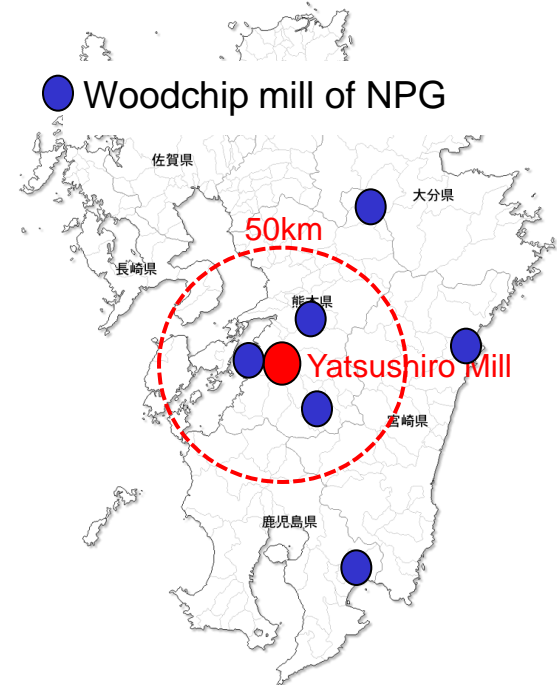 Woodchip mill of NPG
佐賀県
大分県
50km
長崎県
熊本県
Yatsushiro Mill
宮崎県
鹿児島県